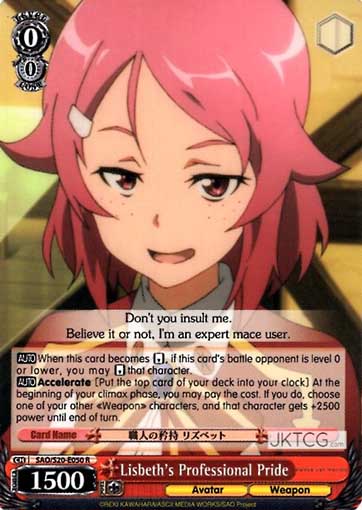 LEVEL
0
0
COST
Don't you insult me.
Believe it or not, I'm an expert mace user.
AUTO When this card becomes [ ], if this card's battle opponent is level 0
or lower, you may [ ] that character.
AUTO Accelerate [Put the top card of your deck into your clock] At the
beginning of your climax phase, you may pay the cost. If you do, choose
one of your other «Weapon» characters, and that character gets +2500
power until end of turn.
Card Name 職人の矜持 リズベット
JKTCG.com
CH SAO/S20-E050 R
Lisbeth's Professional Pride
POWER 1500
Avatar Weapon
©REKI KAWAHARA/ASCII MEDIA WORKS/SAO Project